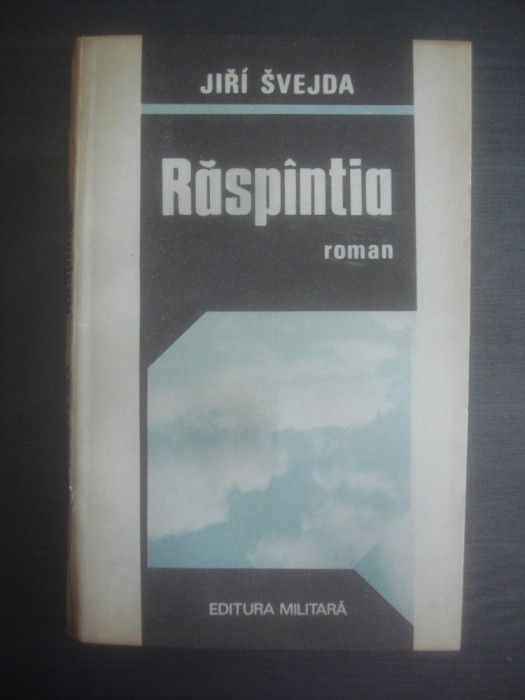 JIŘÍ ŠVEJDA
Răspîntia
roman
EDITURA MILITARĂ